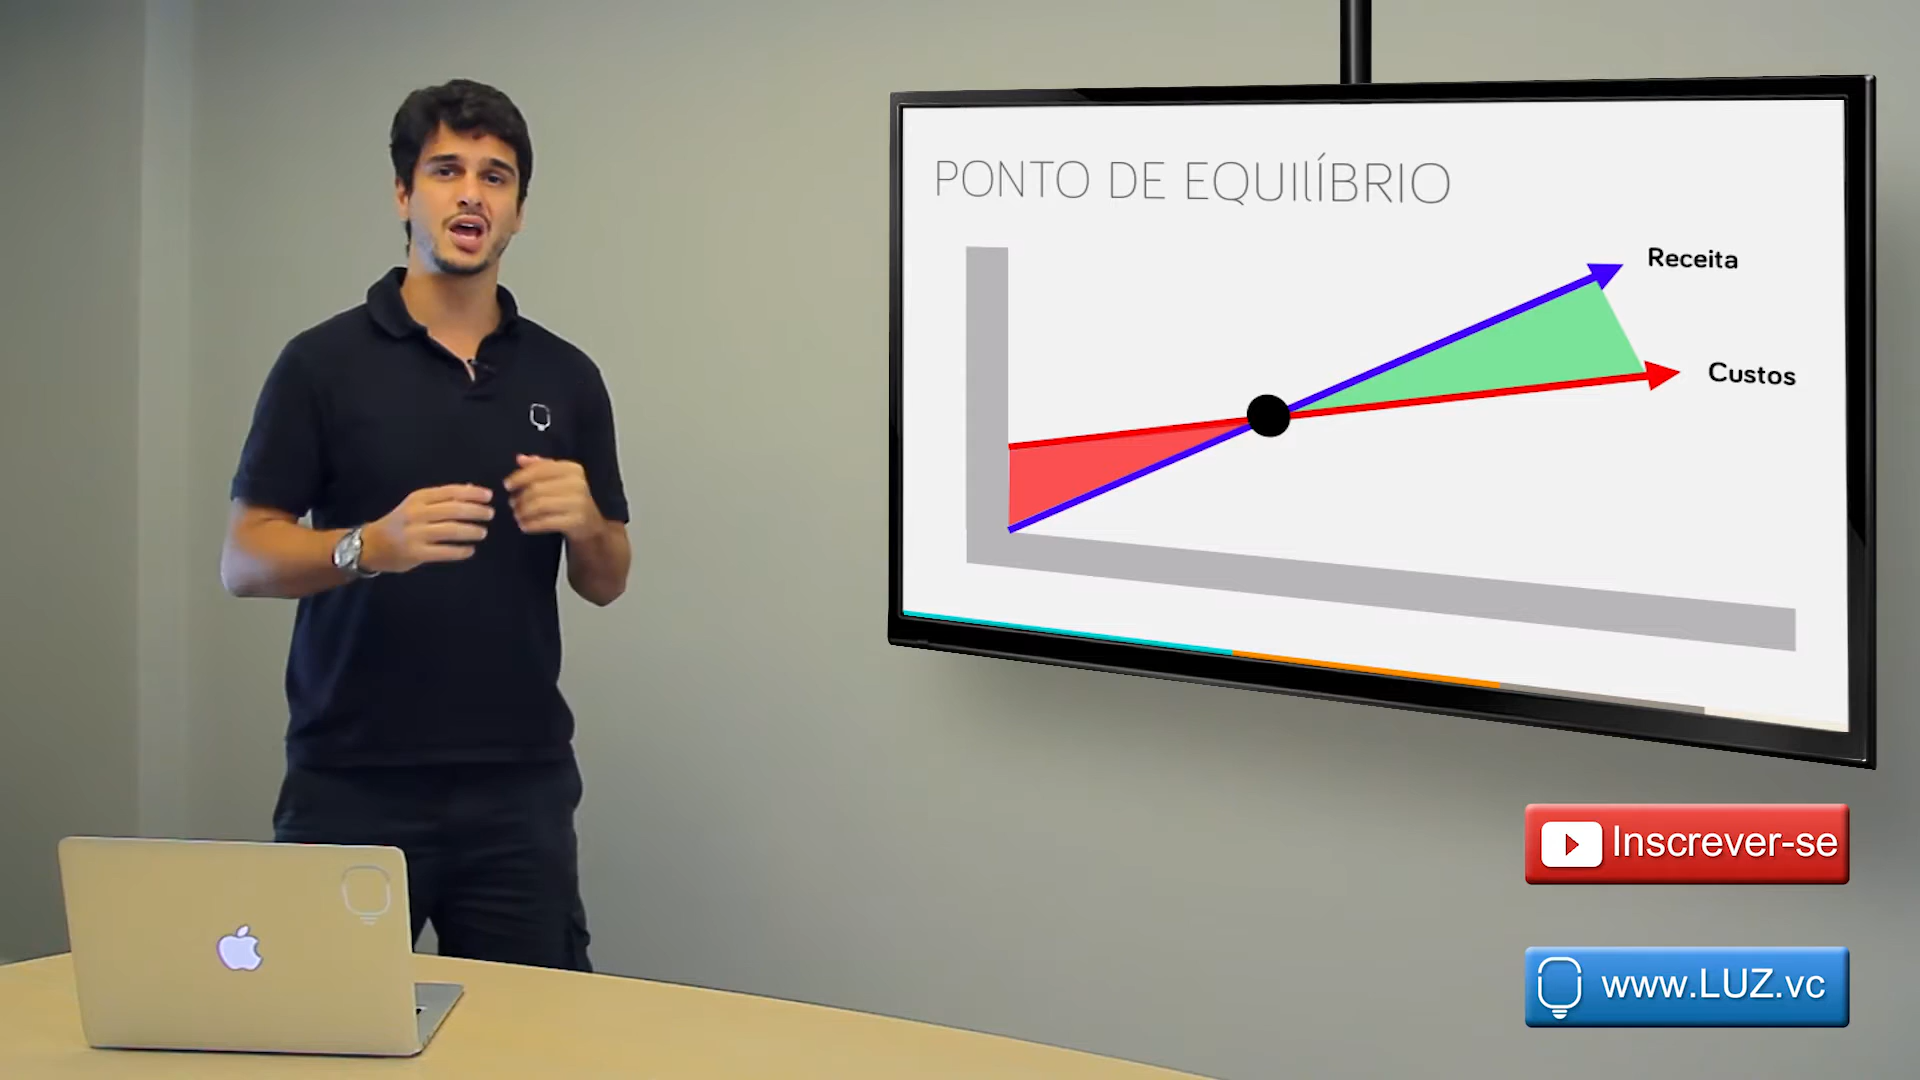 PONTO DE EQUILÍBRIO
Receita
Custos
Inscrever-se
www.LUZ.vc